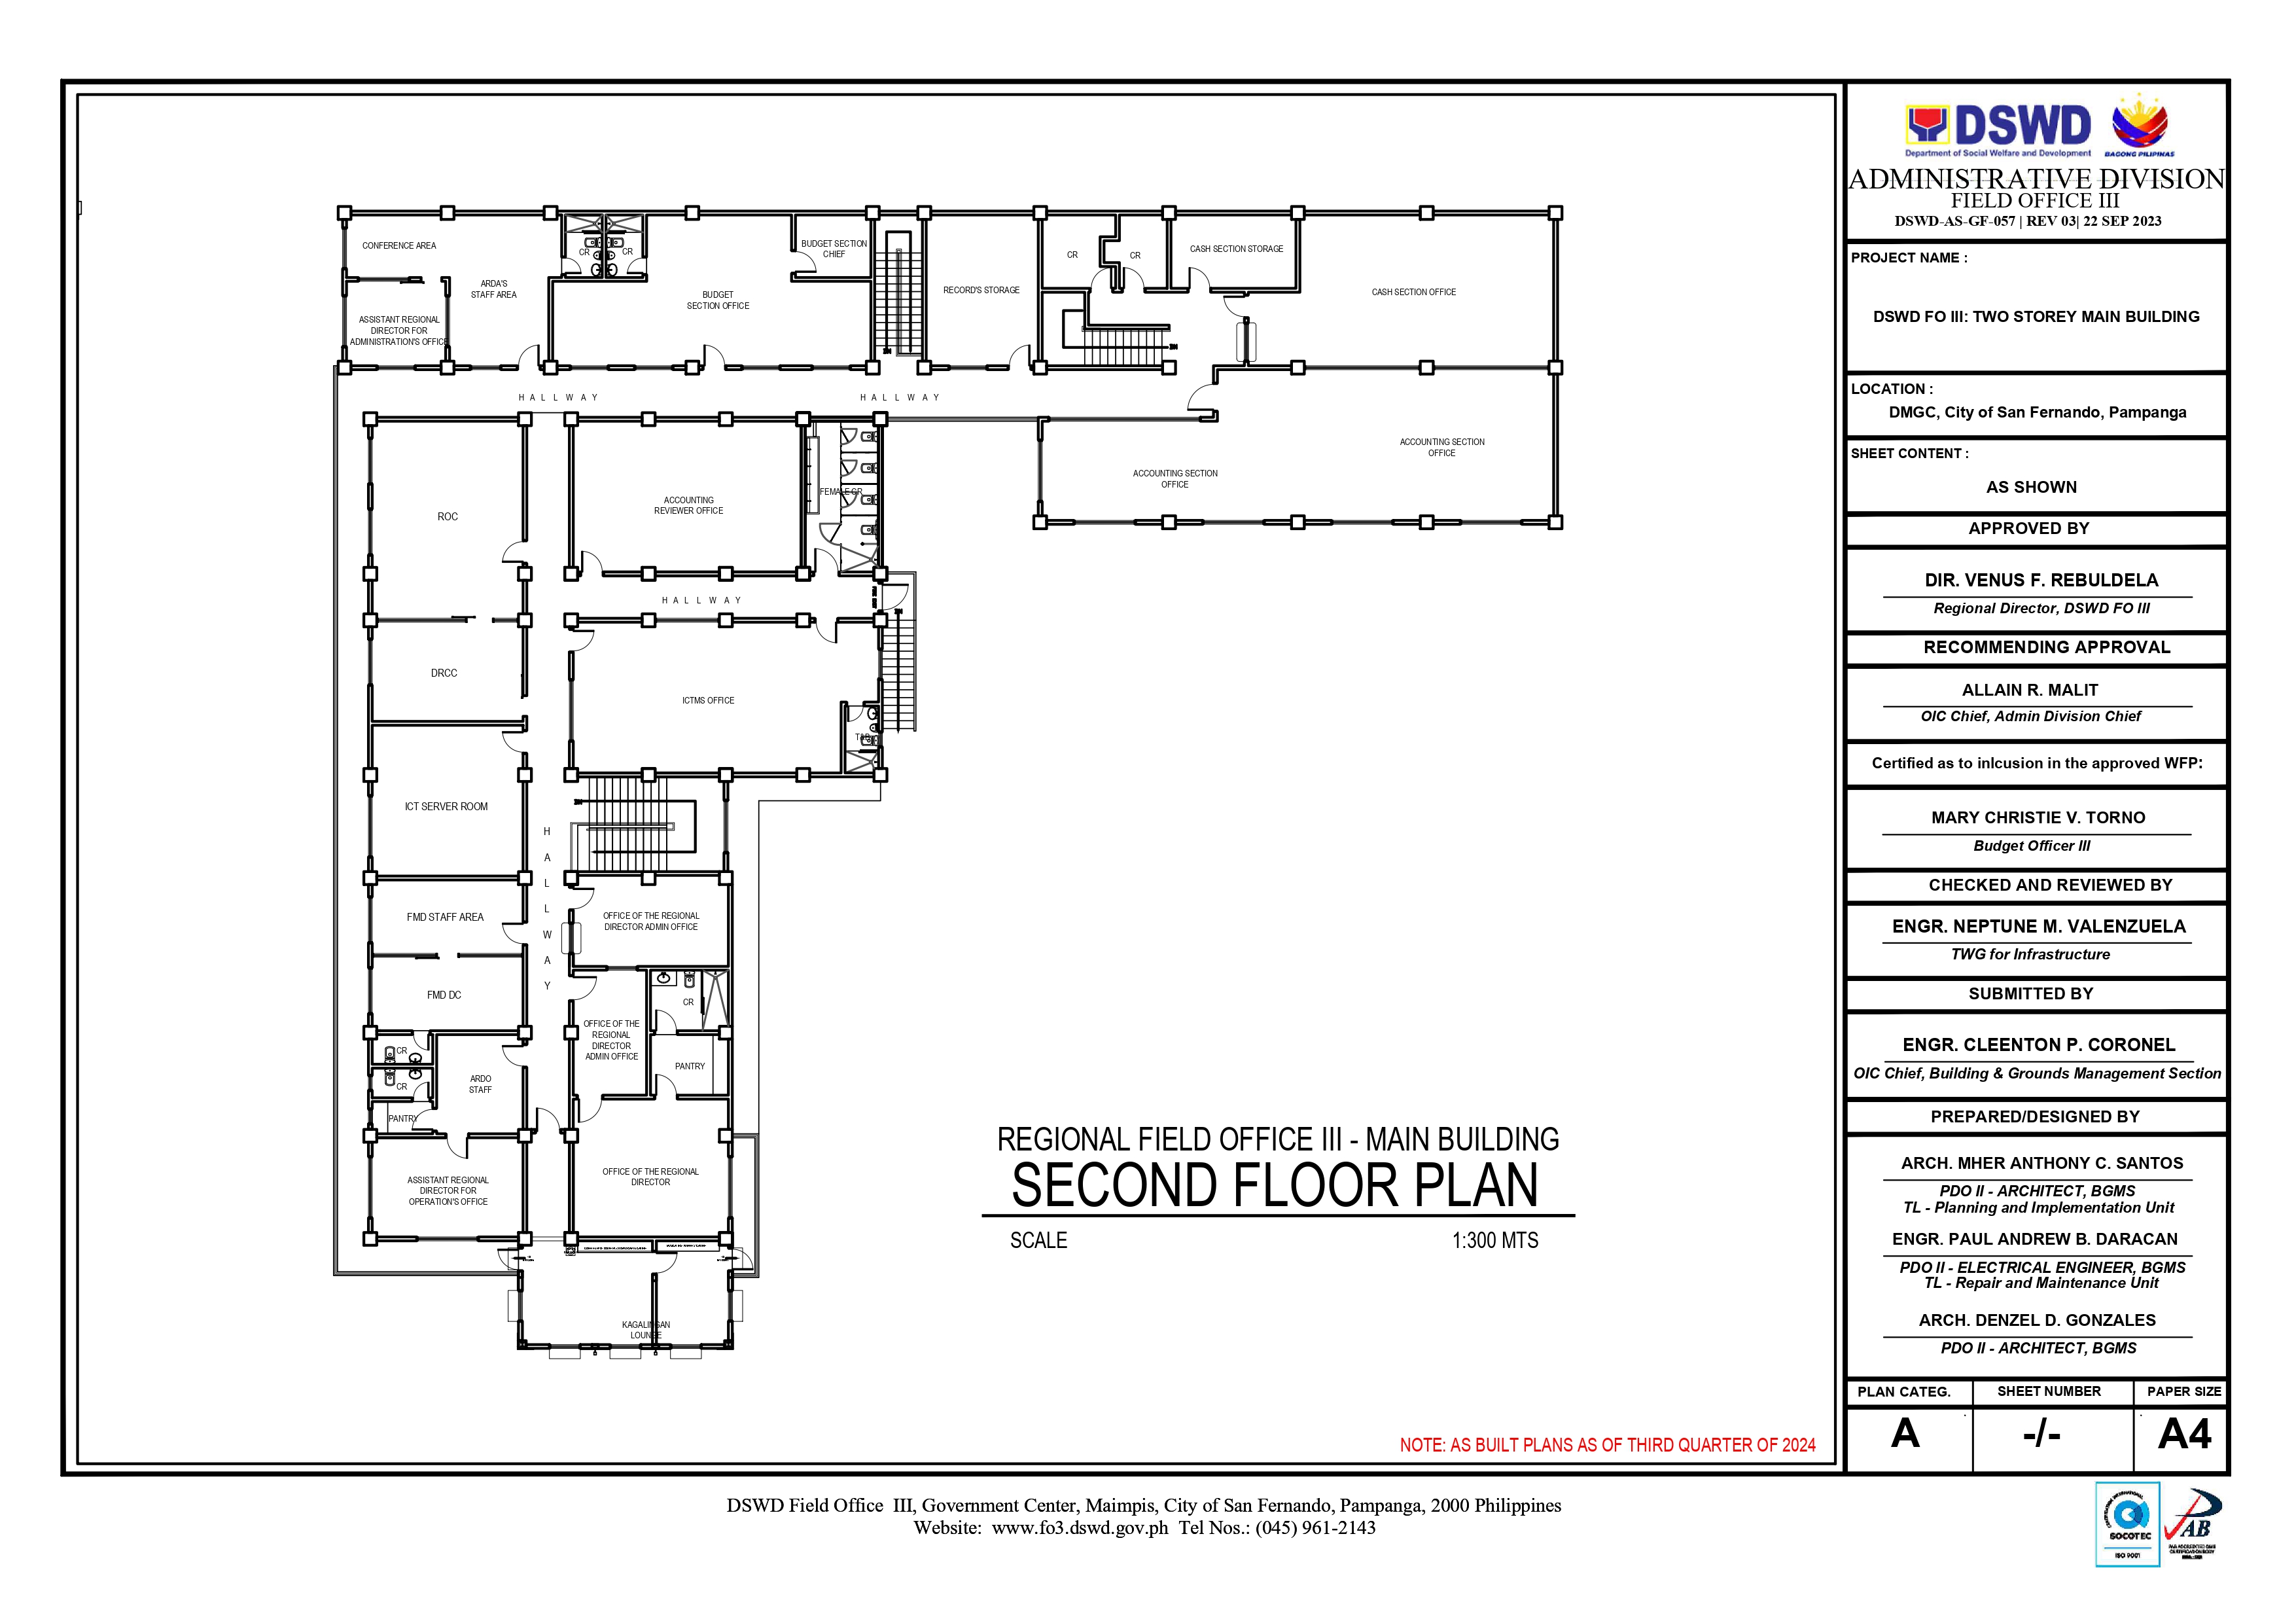 CONFERENCE AREA
ARDA'S
STAFF AREA
ASSISTANT REGIONAL
DIRECTOR FOR
ADMINISTRATION'S OFFICE
CR
CR
BUDGET
SECTION OFFICE
BUDGET SECTION
CHIEF
RECORD'S STORAGE
CR
CR
CASH SECTION STORAGE
CASH SECTION OFFICE
HALLWAY
HALLWAY
ROC
ACCOUNTING
REVIEWER OFFICE
FEMALE CR
ACCOUNTING SECTION
OFFICE
ACCOUNTING SECTION
OFFICE
HALLWAY
DRCC
ICTMS OFFICE
T&B
ICT SERVER ROOM
HALLWAY
FMD STAFF AREA
OFFICE OF THE REGIONAL
DIRECTOR ADMIN OFFICE
FMD DC
CR
OFFICE OF THE
REGIONAL
DIRECTOR
ADMIN OFFICE
PANTRY
CR
CR
ARDO
STAFF
PANTRY
ASSISTANT REGIONAL
DIRECTOR FOR
OPERATION'S OFFICE
OFFICE OF THE REGIONAL
DIRECTOR
KAGALINGAN
LOUNGE
REGIONAL FIELD OFFICE III - MAIN BUILDING
SECOND FLOOR PLAN
SCALE 1:300 MTS
NOTE: AS BUILT PLANS AS OF THIRD QUARTER OF 2024
DSWD
Department of Social Welfare and Development
BAGONG PILIPINAS
ADMINISTRATIVE DIVISION
FIELD OFFICE III
DSWD-AS-GF-057 | REV 03| 22 SEP 2023
PROJECT NAME :
DSWD FO III: TWO STOREY MAIN BUILDING
LOCATION :
DMGC, City of San Fernando, Pampanga
SHEET CONTENT :
AS SHOWN
APPROVED BY
DIR. VENUS F. REBULDELA
Regional Director, DSWD FO III
RECOMMENDING APPROVAL
ALLAIN R. MALIT
OIC Chief, Admin Division Chief
Certified as to inlcusion in the approved WFP:
MARY CHRISTIE V. TORNO
Budget Officer III
CHECKED AND REVIEWED BY
ENGR. NEPTUNE M. VALENZUELA
TWG for Infrastructure
SUBMITTED BY
ENGR. CLEENTON P. CORONEL
OIC Chief, Building & Grounds Management Section
PREPARED/DESIGNED BY
ARCH. MHER ANTHONY C. SANTOS
PDO II - ARCHITECT, BGMS
TL - Planning and Implementation Unit
ENGR. PAUL ANDREW B. DARACAN
PDO II - ELECTRICAL ENGINEER, BGMS
TL - Repair and Maintenance Unit
ARCH. DENZEL D. GONZALES
PDO II - ARCHITECT, BGMS
PLAN CATEG. SHEET NUMBER PAPER SIZE
A -/- A4
DSWD Field Office III, Government Center, Maimpis, City of San Fernando, Pampanga, 2000 Philippines
Website: www.fo3.dswd.gov.ph Tel Nos.: (045) 961-2143
SOCOTEC
ISO 9001
AB